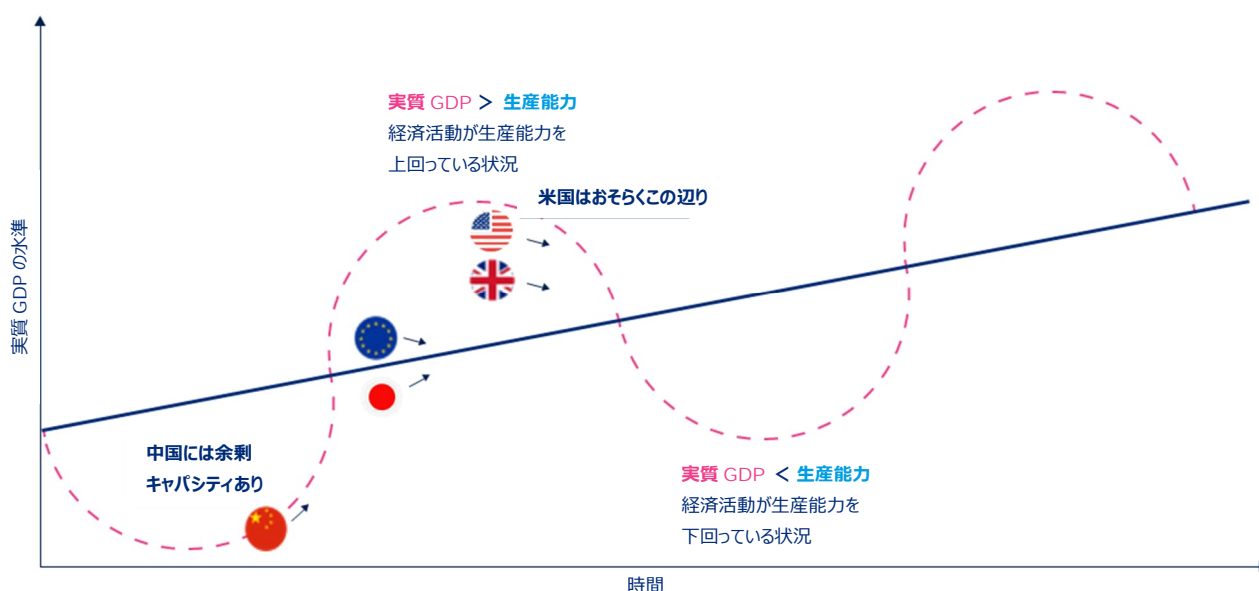 実質 GDP > 生産能力
経済活動が生産能力を
上回っている状況
米国はおそらくこの辺り
実質 GDP の水準
中国には余剰
キャパシティあり
実質 GDP < 生産能力
経済活動が生産能力を
下回っている状況
時間